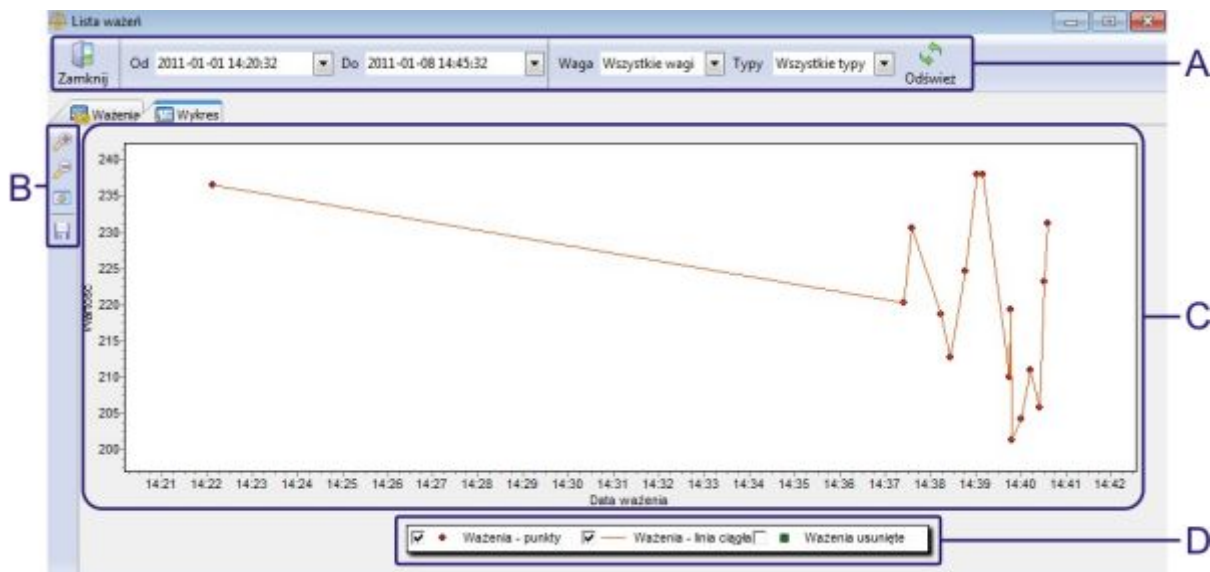 Lista ważeń
Zamknij Od 2011-01-01 14:20:32 Do 2011-01-08 14:45:32 Waga Wszystkie wagi Typy Wszystkie typy Odśwież
A
Ważenie Wykres
B
240
235
230
225
220
215
210
205
200
Wartość
C
14:21 14:22 14:23 14:24 14:25 14:26 14:27 14:28 14:29 14:30 14:31 14:32 14:33 14:34 14:35 14:36 14:37 14:38 14:39 14:40 14:41 14:42
Data ważenia
Ważenia - punkty Ważenia - linia ciągła Ważenia usunięte
D